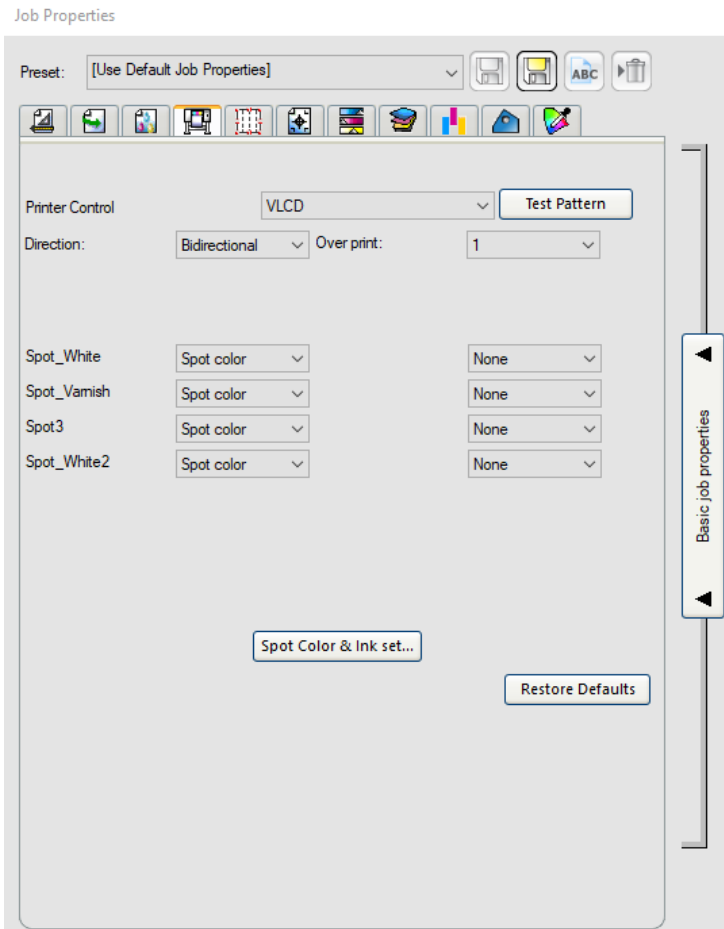 Job Properties
Preset: [Use Default Job Properties]
ABC
Printer Control VLCD Test Pattern
Direction: Bidirectional Over print: 1
Spot_White Spot color None
Spot_Varnish Spot color None
Spot3 Spot color None
Spot_White2 Spot color None
Basic job properties
Spot Color & Ink set...
Restore Defaults